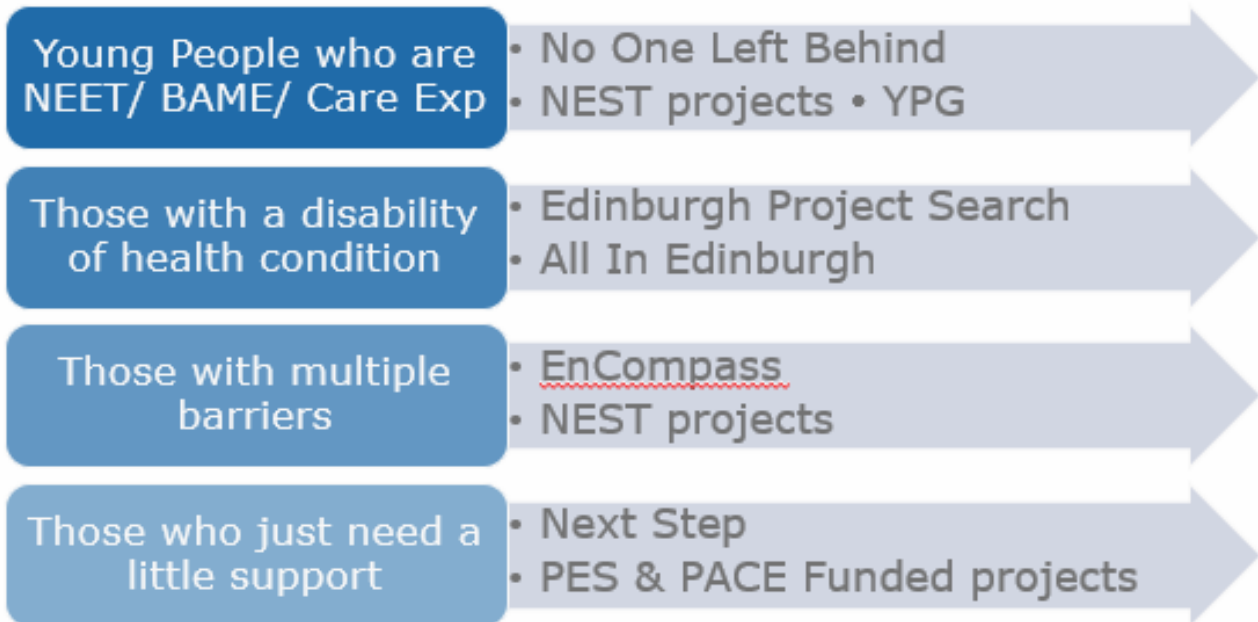 Young People who are
NEET/ BAME/ Care Exp
• No One Left Behind
• NEST projects • YPG
Those with a disability
of health condition
• Edinburgh Project Search
• All In Edinburgh
Those with multiple
barriers
• EnCompass
• NEST projects
Those who just need a
little support
• Next Step
• PES & PACE Funded projects